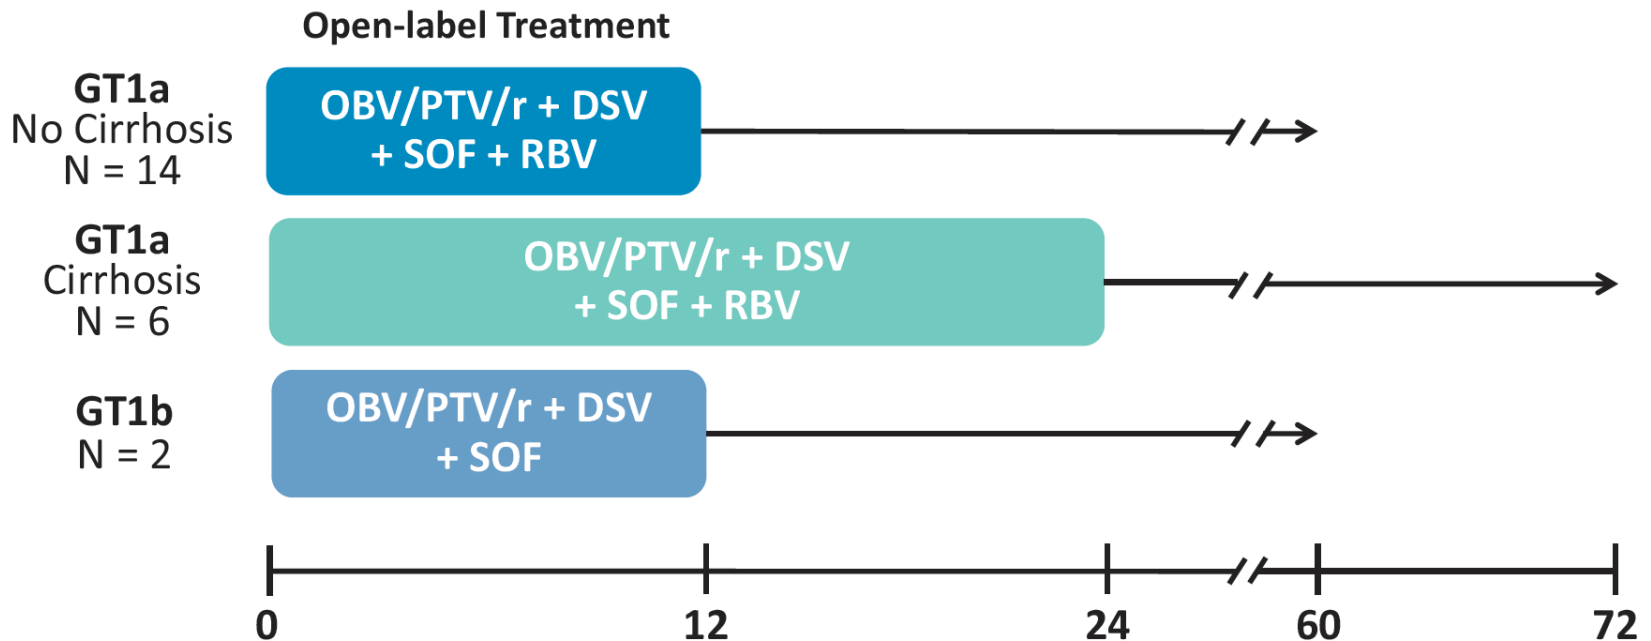 Open-label Treatment
GT1a
No Cirrhosis
N = 14
OBV/PTV/r + DSV
+ SOF + RBV
GT1a
Cirrhosis
N = 6
OBV/PTV/r + DSV
+ SOF + RBV
GT1b
N = 2
OBV/PTV/r + DSV
+ SOF
0 12 24 60 72